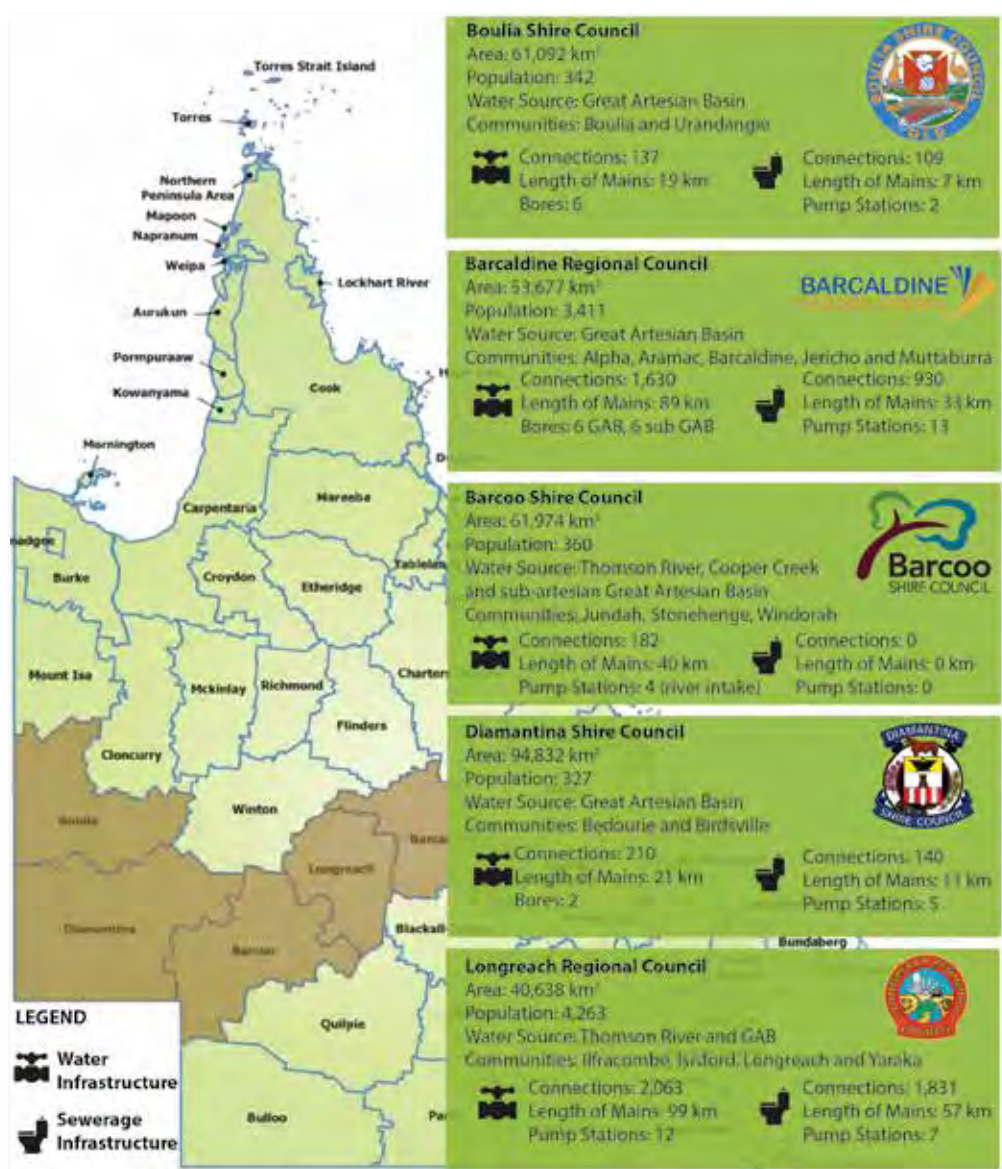 Torres Strait Island
Torres
Northern
Peninsula Area
Mapoon
Napranum
Weipa
Lockhart River
Aurukun
Pormpuraaw
Kowanyama
Cook
Mornington
Carpentaria
Mareeba
Burke
Croydon
Etheridge
Mount Isa
Mckinlay
Richmond
Charter
Flinders
Cloncurry
Winton
Boulia
Longreach
Barca
Diamantina
Barcoo
Blackall
Quilpie
Bulloo
Bundaberg
LEGEND
Water
Infrastructure
Sewerage
Infrastructure
Boulia Shire Council
Area: 61,092 km²
Population: 342
Water Source: Great Artesian Basin
Communities: Boulia and Urandangie
Connections: 137
Length of Mains: 19 km
Bores: 6
Connections: 109
Length of Mains: 7 km
Pump Stations: 2
BOULIA SHIRE COUNCIL
QLD
Barcaldine Regional Council
Area: 53,677 km²
Population: 3,411
Water Source: Great Artesian Basin
Communities: Alpha, Aramac, Barcaldine, Jericho and Muttaburra
Connections: 1,630
Length of Mains: 89 km
Bores: 6 GAB, 6 sub GAB
Connections: 930
Length of Mains: 33 km
Pump Stations: 13
BARCALDINE
Barcoo Shire Council
Area: 61,974 km²
Population: 360
Water Source: Thomson River, Cooper Creek
and sub-artesian Great Artesian Basin
Communities: Jundah, Stonehenge, Windorah
Connections: 182
Length of Mains: 40 km
Pump Stations: 4 (river intake)
Connections: 0
Length of Mains: 0 km
Pump Stations: 0
Barcoo
SHIRE COUNCIL
Diamantina Shire Council
Area: 94,832 km²
Population: 327
Water Source: Great Artesian Basin
Communities: Bedourie and Birdsville
Connections: 210
Length of Mains: 21 km
Bores: 2
Connections: 140
Length of Mains: 11 km
Pump Stations: 5
DIAMANTINA
SHIRE COUNCIL
Longreach Regional Council
Area: 40,638 km²
Population: 4,263
Water Source: Thomson River and GAB
Communities: Ilfracombe, Isisford, Longreach and Yaraka
Connections: 2,063
Length of Mains: 99 km
Pump Stations: 12
Connections: 1,831
Length of Mains: 57 km
Pump Stations: 7